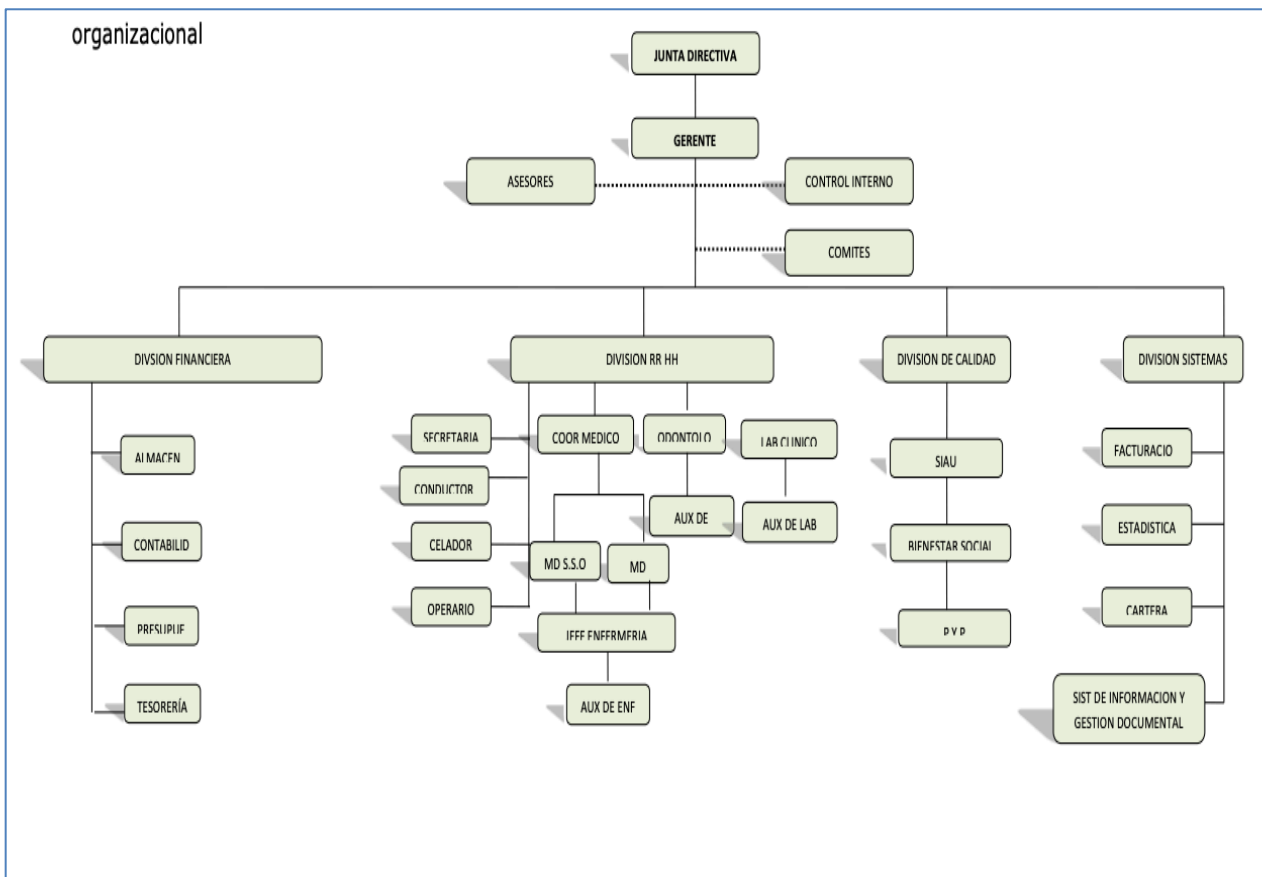 organizacional
JUNTA DIRECTIVA
GERENTE
ASESORES
CONTROL INTERNO
COMITES
DIVSION FINANCIERA
DIVISION RR HH
DIVISION DE CALIDAD
DIVISION SISTEMAS
ALMACEN
CONTABILID
PRESUPUE
TESORERÍA
SECRETARIA
CONDUCTOR
CELADOR
OPERARIO
COOR MEDICO
ODONTOLO
LAB CLINICO
AUX DE
AUX DE LAB
MD S.S.O
MD
JEFE ENFERMERIA
AUX DE ENF
SIAU
BIENESTAR SOCIAL
P Y P
FACTURACIO
ESTADISTICA
CARTERA
SIST DE INFORMACION Y
GESTION DOCUMENTAL